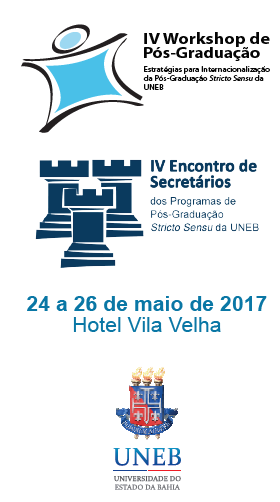 IV Workshop de
Pós-Graduação
Estratégias para Internacionalização
da Pós-Graduação Stricto Sensu da
UNEB
IV Encontro de
Secretários
dos Programas de
Pós-Graduação
Stricto Sensu da UNEB
24 a 26 de maio de 2017
Hotel Vila Velha
UNEB
UNIVERSIDADE DO
ESTADO DA BAHIA